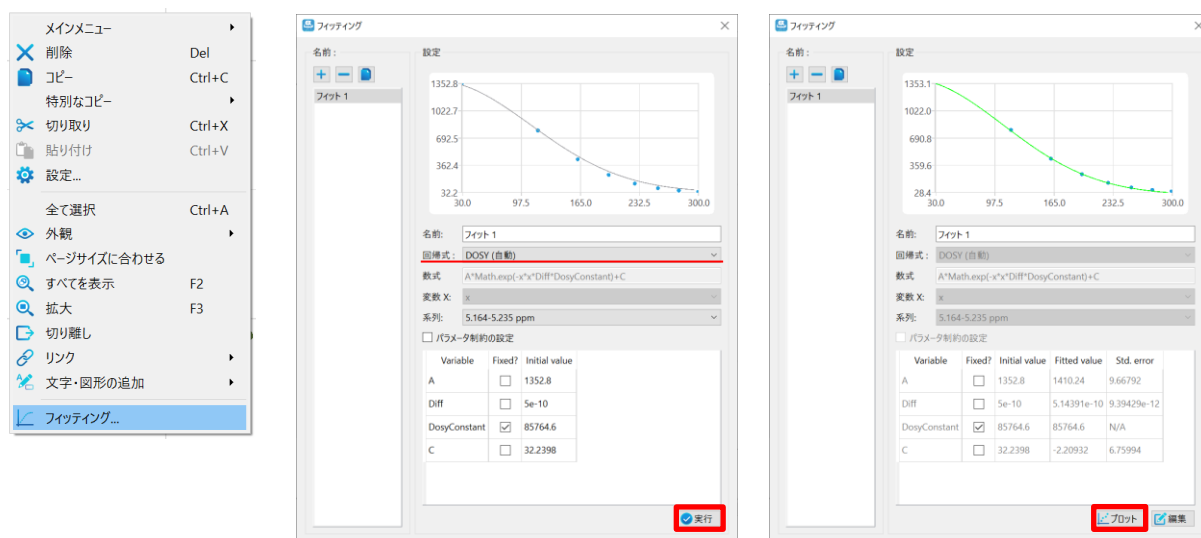 メインメニュー
削除 Del
コピー Ctrl+C
特別なコピー
切り取り Ctrl+X
貼り付け Ctrl+V
設定...
全て選択 Ctrl+A
外観
ページサイズに合わせる
すべてを表示 F2
拡大 F3
切り離し
リンク
文字・図形の追加
フィッティング...
フィッティング
名前:
フィット 1
設定
1352.8
1022.7
692.5
362.4
32.2
30.0 97.5 165.0 232.5 300.0
名前: フィット 1
回帰式: DOSY (自動)
数式 A*Math.exp(-x*x*Diff*DosyConstant)+C
変数 X: x
系列: 5.164-5.235 ppm
パラメータ制約の設定
Variable Fixed? Initial value
A 1352.8
Diff 5e-10
DosyConstant 85764.6
C 32.2398
実行
フィッティング
名前:
フィット 1
設定
1353.1
1022.0
690.8
359.6
28.4
30.0 97.5 165.0 232.5 300.0
名前: フィット 1
回帰式: DOSY (自動)
数式 A*Math.exp(-x*x*Diff*DosyConstant)+C
変数 X: x
系列: 5.164-5.235 ppm
パラメータ制約の設定
Variable Fixed? Initial value Fitted value Std. error
A 1352.8 1410.24 9.66792
Diff 5e-10 5.14391e-10 9.39429e-12
DosyConstant 85764.6 85764.6 N/A
C 32.2398 -2.20932 6.75994
プロット 編集